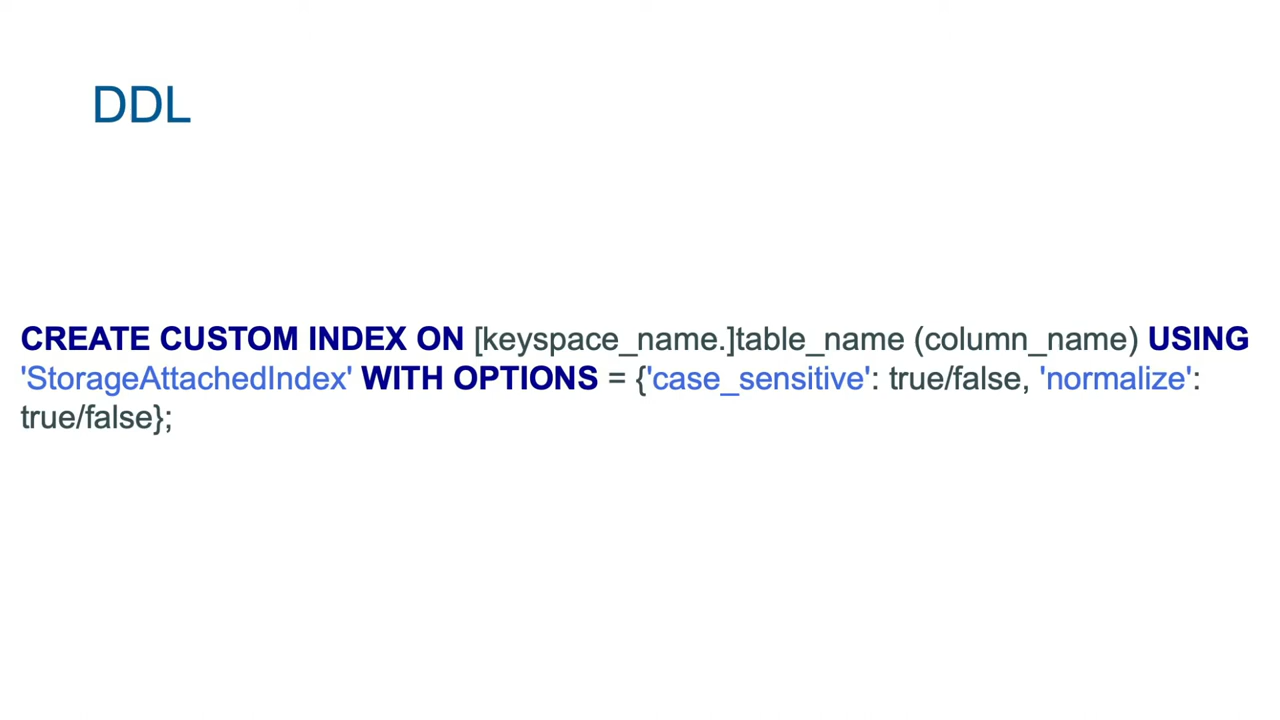 DDL
CREATE CUSTOM INDEX ON [keyspace_name.]table_name (column_name) USING
'StorageAttachedIndex' WITH OPTIONS = {'case_sensitive': true/false, 'normalize':
true/false};